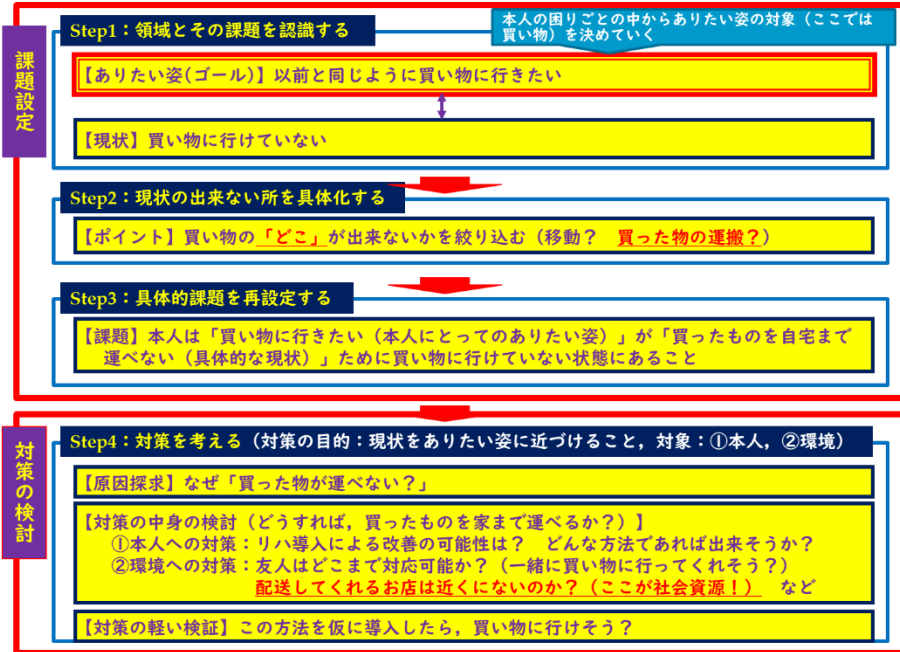 本人の困りごとの中からありたい姿の対象（ここでは
買い物）を決めていく
課題設定
Step1：領域とその課題を認識する
【ありたい姿(ゴール)】以前と同じように買い物に行きたい
【現状】買い物に行けていない
Step2：現状の出来ない所を具体化する
【ポイント】買い物の「どこ」が出来ないかを絞り込む（移動？　買った物の運搬？）
Step3：具体的課題を再設定する
【課題】本人は「買い物に行きたい（本人にとってのありたい姿）」が「買ったものを自宅まで
運べない（具体的な現状）」ために買い物に行けていない状態にあること
対策の検討
Step4：対策を考える（対策の目的：現状をありたい姿に近づけること，対象：①本人，②環境）
【原因探求】なぜ「買った物が運べない？」
【対策の中身の検討（どうすれば，買ったものを家まで運べるか？）】
①本人への対策：リハ導入による改善の可能性は？　どんな方法であれば出来そうか？
②環境への対策：友人はどこまで対応可能か？（一緒に買い物に行ってくれそう？）
配送してくれるお店は近くにないのか？（ここが社会資源！）　など
【対策の軽い検証】この方法を仮に導入したら，買い物に行けそう？